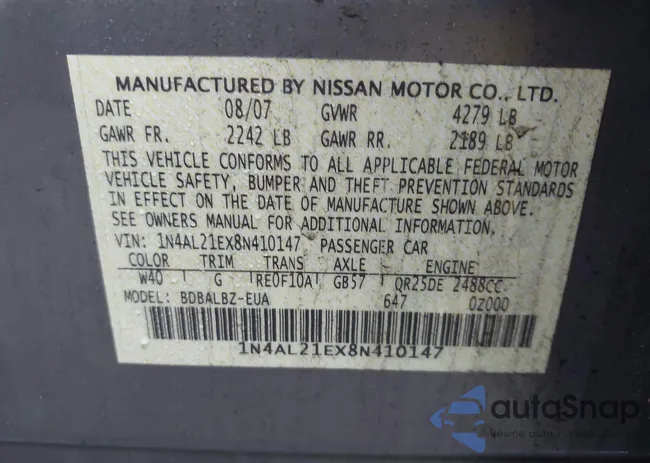 MANUFACTURED BY NISSAN MOTOR CO., LTD.
DATE 08/07 GVWR 4279 LB
GAWR FR. 2242 LB GAWR RR. 2189 LB
THIS VEHICLE CONFORMS TO ALL APPLICABLE FEDERAL MOTOR
VEHICLE SAFETY, BUMPER AND THEFT PREVENTION STANDARDS
IN EFFECT ON THE DATE OF MANUFACTURE SHOWN ABOVE.
SEE OWNERS MANUAL FOR ADDITIONAL INFORMATION.
VIN: 1N4AL21EX8N410147 PASSENGER CAR
COLOR TRIM TRANS AXLE ENGINE
W40 G RE0F10A GB57 QR25DE 2488CC
MODEL: BDBALBZ-EUA 647 0Z000
1N4AL21EX8N410147
autoSnap